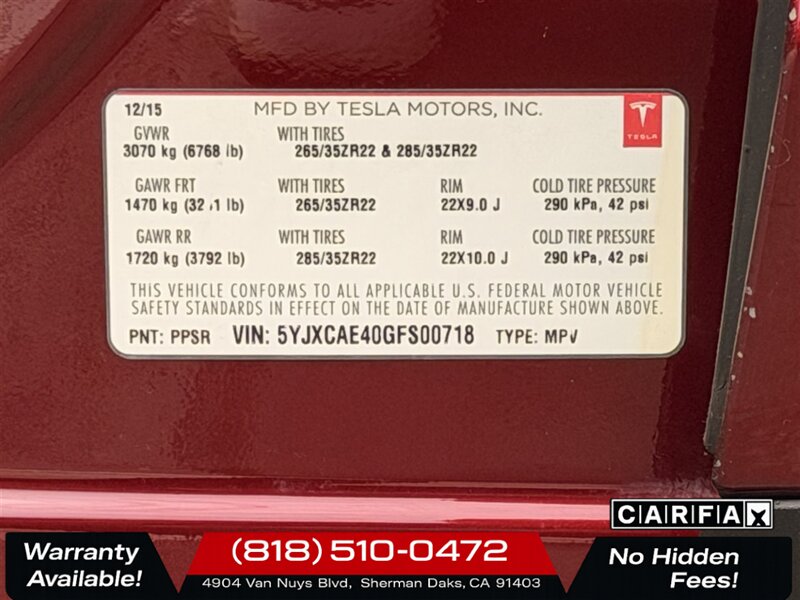 12/15 MFD BY TESLA MOTORS, INC.
TESLA
GVWR WITH TIRES
3070 kg (6768 lb) 265/35ZR22 & 285/35ZR22
GAWR FRT WITH TIRES RIM COLD TIRE PRESSURE
1470 kg lb) 265/35ZR22 22X9.0 J 290 kPa, 42 psi
GAWR RR WITH TIRES RIM COLD TIRE PRESSURE
1720 kg (3792 lb) 285/35ZR22 22X10.0 J 290 kPa, 42 psi
THIS VEHICLE CONFORMS TO ALL APPLICABLE U.S. FEDERAL MOTOR VEHICLE
SAFETY STANDARDS IN EFFECT ON THE DATE OF MANUFACTURE SHOWN ABOVE.
PNT: PPSR VIN: 5YJXCAE40GFS00718 TYPE: MPV
CARFAX
Warranty
Available!
(818) 510-0472
4904 Van Nuys Blvd, Sherman Daks, CA 91403
No Hidden
Fees!